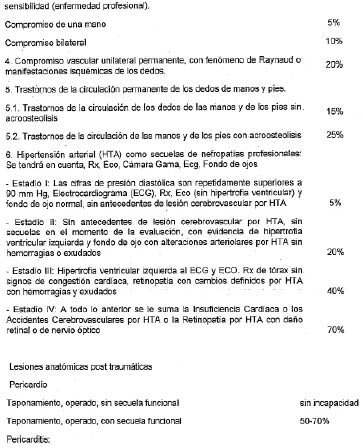 sensibilidad (enfermedad profesional).
Compromiso de una mano 5%
Compromiso bilateral 10%
4. Compromiso vascular unilateral permanente, con fenómeno de Raynaud o 20%
manifestaciones isquémicas de los dedos.
5. Trastornos de la circulación permanente de los dedos de manos y pies.
5.1. Trastornos de la circulación de los dedos de las manos y de los pies sin 15%
acroosteolisis
5.2. Trastornos de la circulación de las manos y de los pies con acroosteolisis 25%
6. Hipertensión arterial (HTA) como secuelas de nefropatías profesionales:
Se tendrá en cuenta, Rx, Eco, Cámara Gama, Ecg, Fondo de ojos
- Estadio I: Las cifras de presión diastólica son repetidamente superiores a
90 mm Hg, Electrocardiograma (ECG), Rx, Eco (sin hipertrofia ventricular) y
fondo de ojo normal, sin antecedentes de lesión cerebrovascular por HTA 5%
- Estadio II: Sin antecedentes de lesión cerebrovascular por HTA, sin
secuelas en el momento de la evaluación, con evidencia de hipertrofia
ventricular izquierda y fondo de ojo con alteraciones arteriolares por HTA sin
hemorragias o exudados 20%
- Estadio III: Hipertrofia ventricular izquierda al ECG y ECO. Rx de tórax sin
signos de congestión cardíaca, retinopatía con cambios definidos por HTA
con hemorragias y exudados 40%
- Estadio IV: A todo lo anterior se le suma la Insuficiencia Cardíaca o los
Accidentes Cerebrovasculares por HTA o la Retinopatía por HTA con daño
retinal o de nervio óptico 70%
Lesiones anatómicas post traumáticas
Pericardio
Taponamiento, operado, sin secuela funcional sin incapacidad
Taponamiento, operado, con secuela funcional 50-70%
Pericarditis: